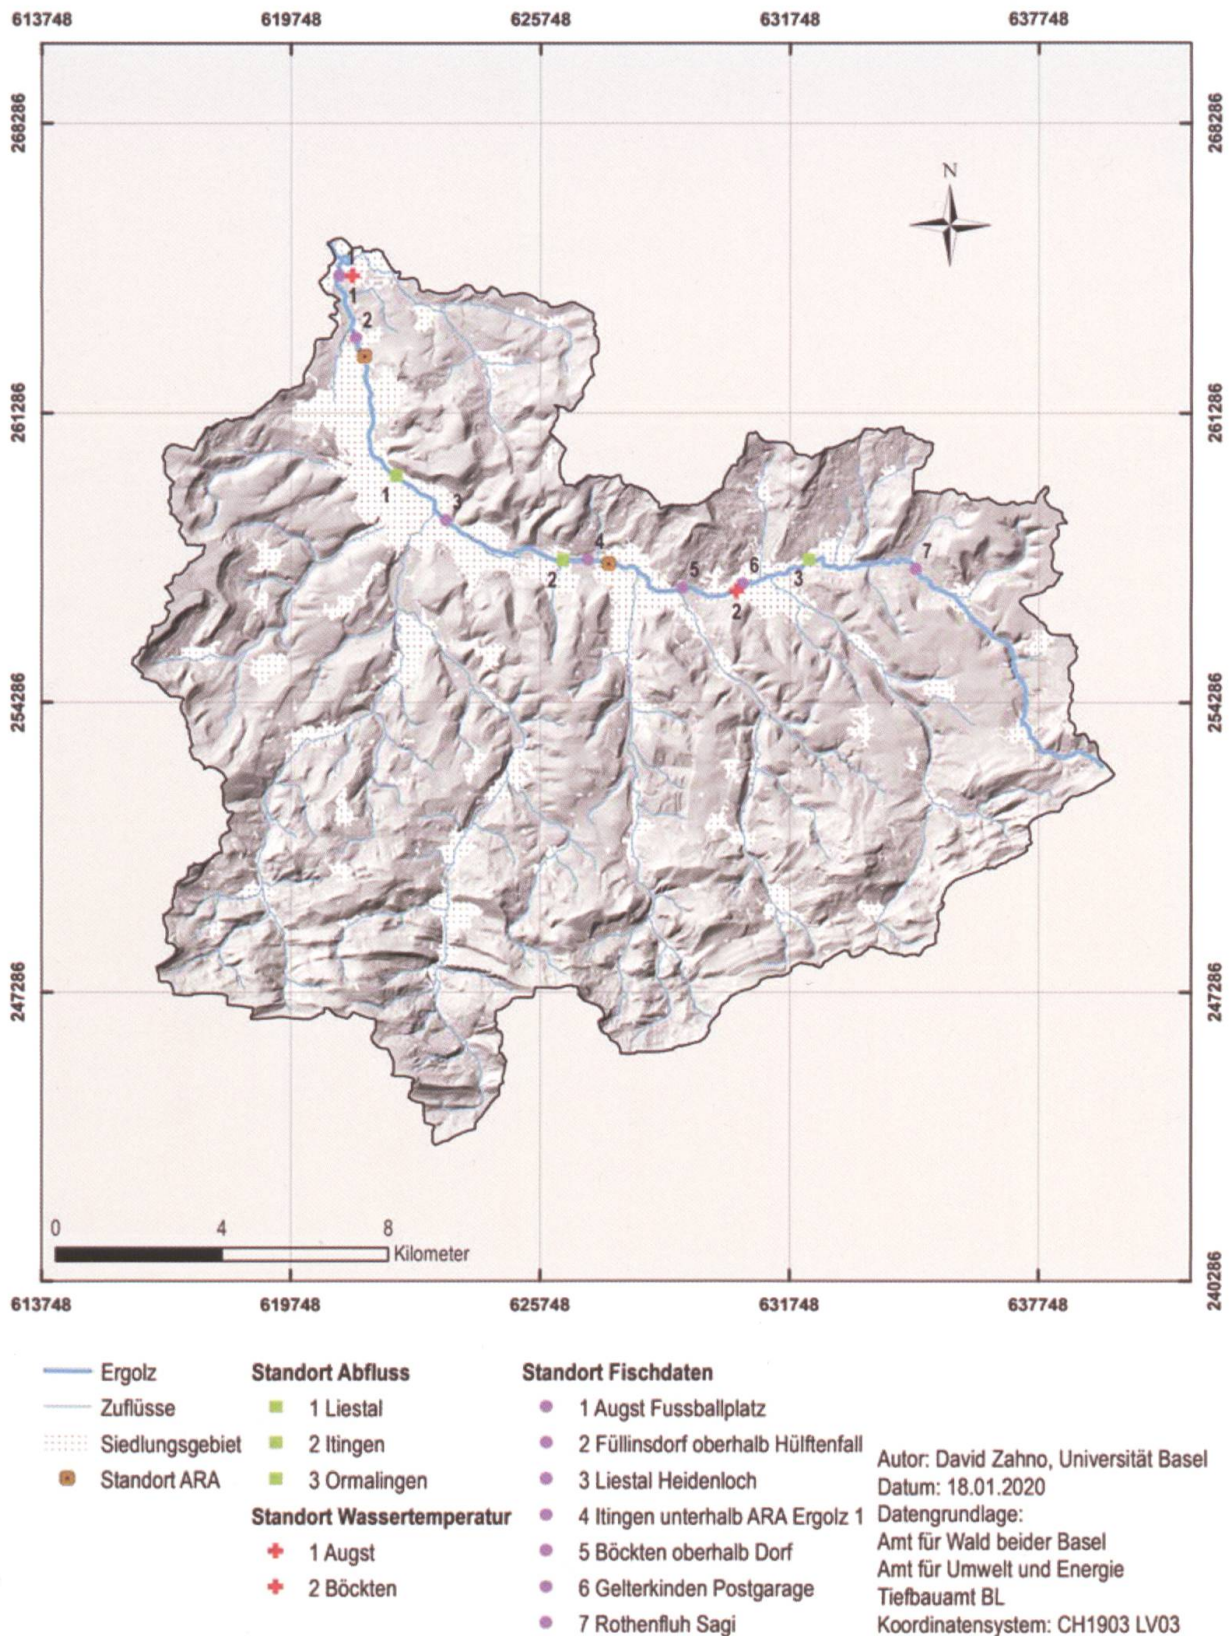 613748 619748 625748 631748 637748
268286 268286
N
1
1
2
261286 261286
1
3
4
2
5
6
2
3
7
254286 254286
247286 247286
0 4 8
Kilometer
240286
613748 619748 625748 631748 637748
Ergolz
Zuflüsse
Siedlungsgebiet
Standort ARA
Standort Abfluss
1 Liestal
2 Itingen
3 Ormalingen
Standort Wassertemperatur
1 Augst
2 Böckten
Standort Fischdaten
1 Augst Fussballplatz
2 Füllinsdorf oberhalb Hülftenfall
3 Liestal Heidenloch
4 Itingen unterhalb ARA Ergolz 1
5 Böckten oberhalb Dorf
6 Gelterkinden Postgarage
7 Rothenfluh Sagi
Autor: David Zahno, Universität Basel
Datum: 18.01.2020
Datengrundlage:
Amt für Wald beider Basel
Amt für Umwelt und Energie
Tiefbauamt BL
Koordinatensystem: CH1903 LV03